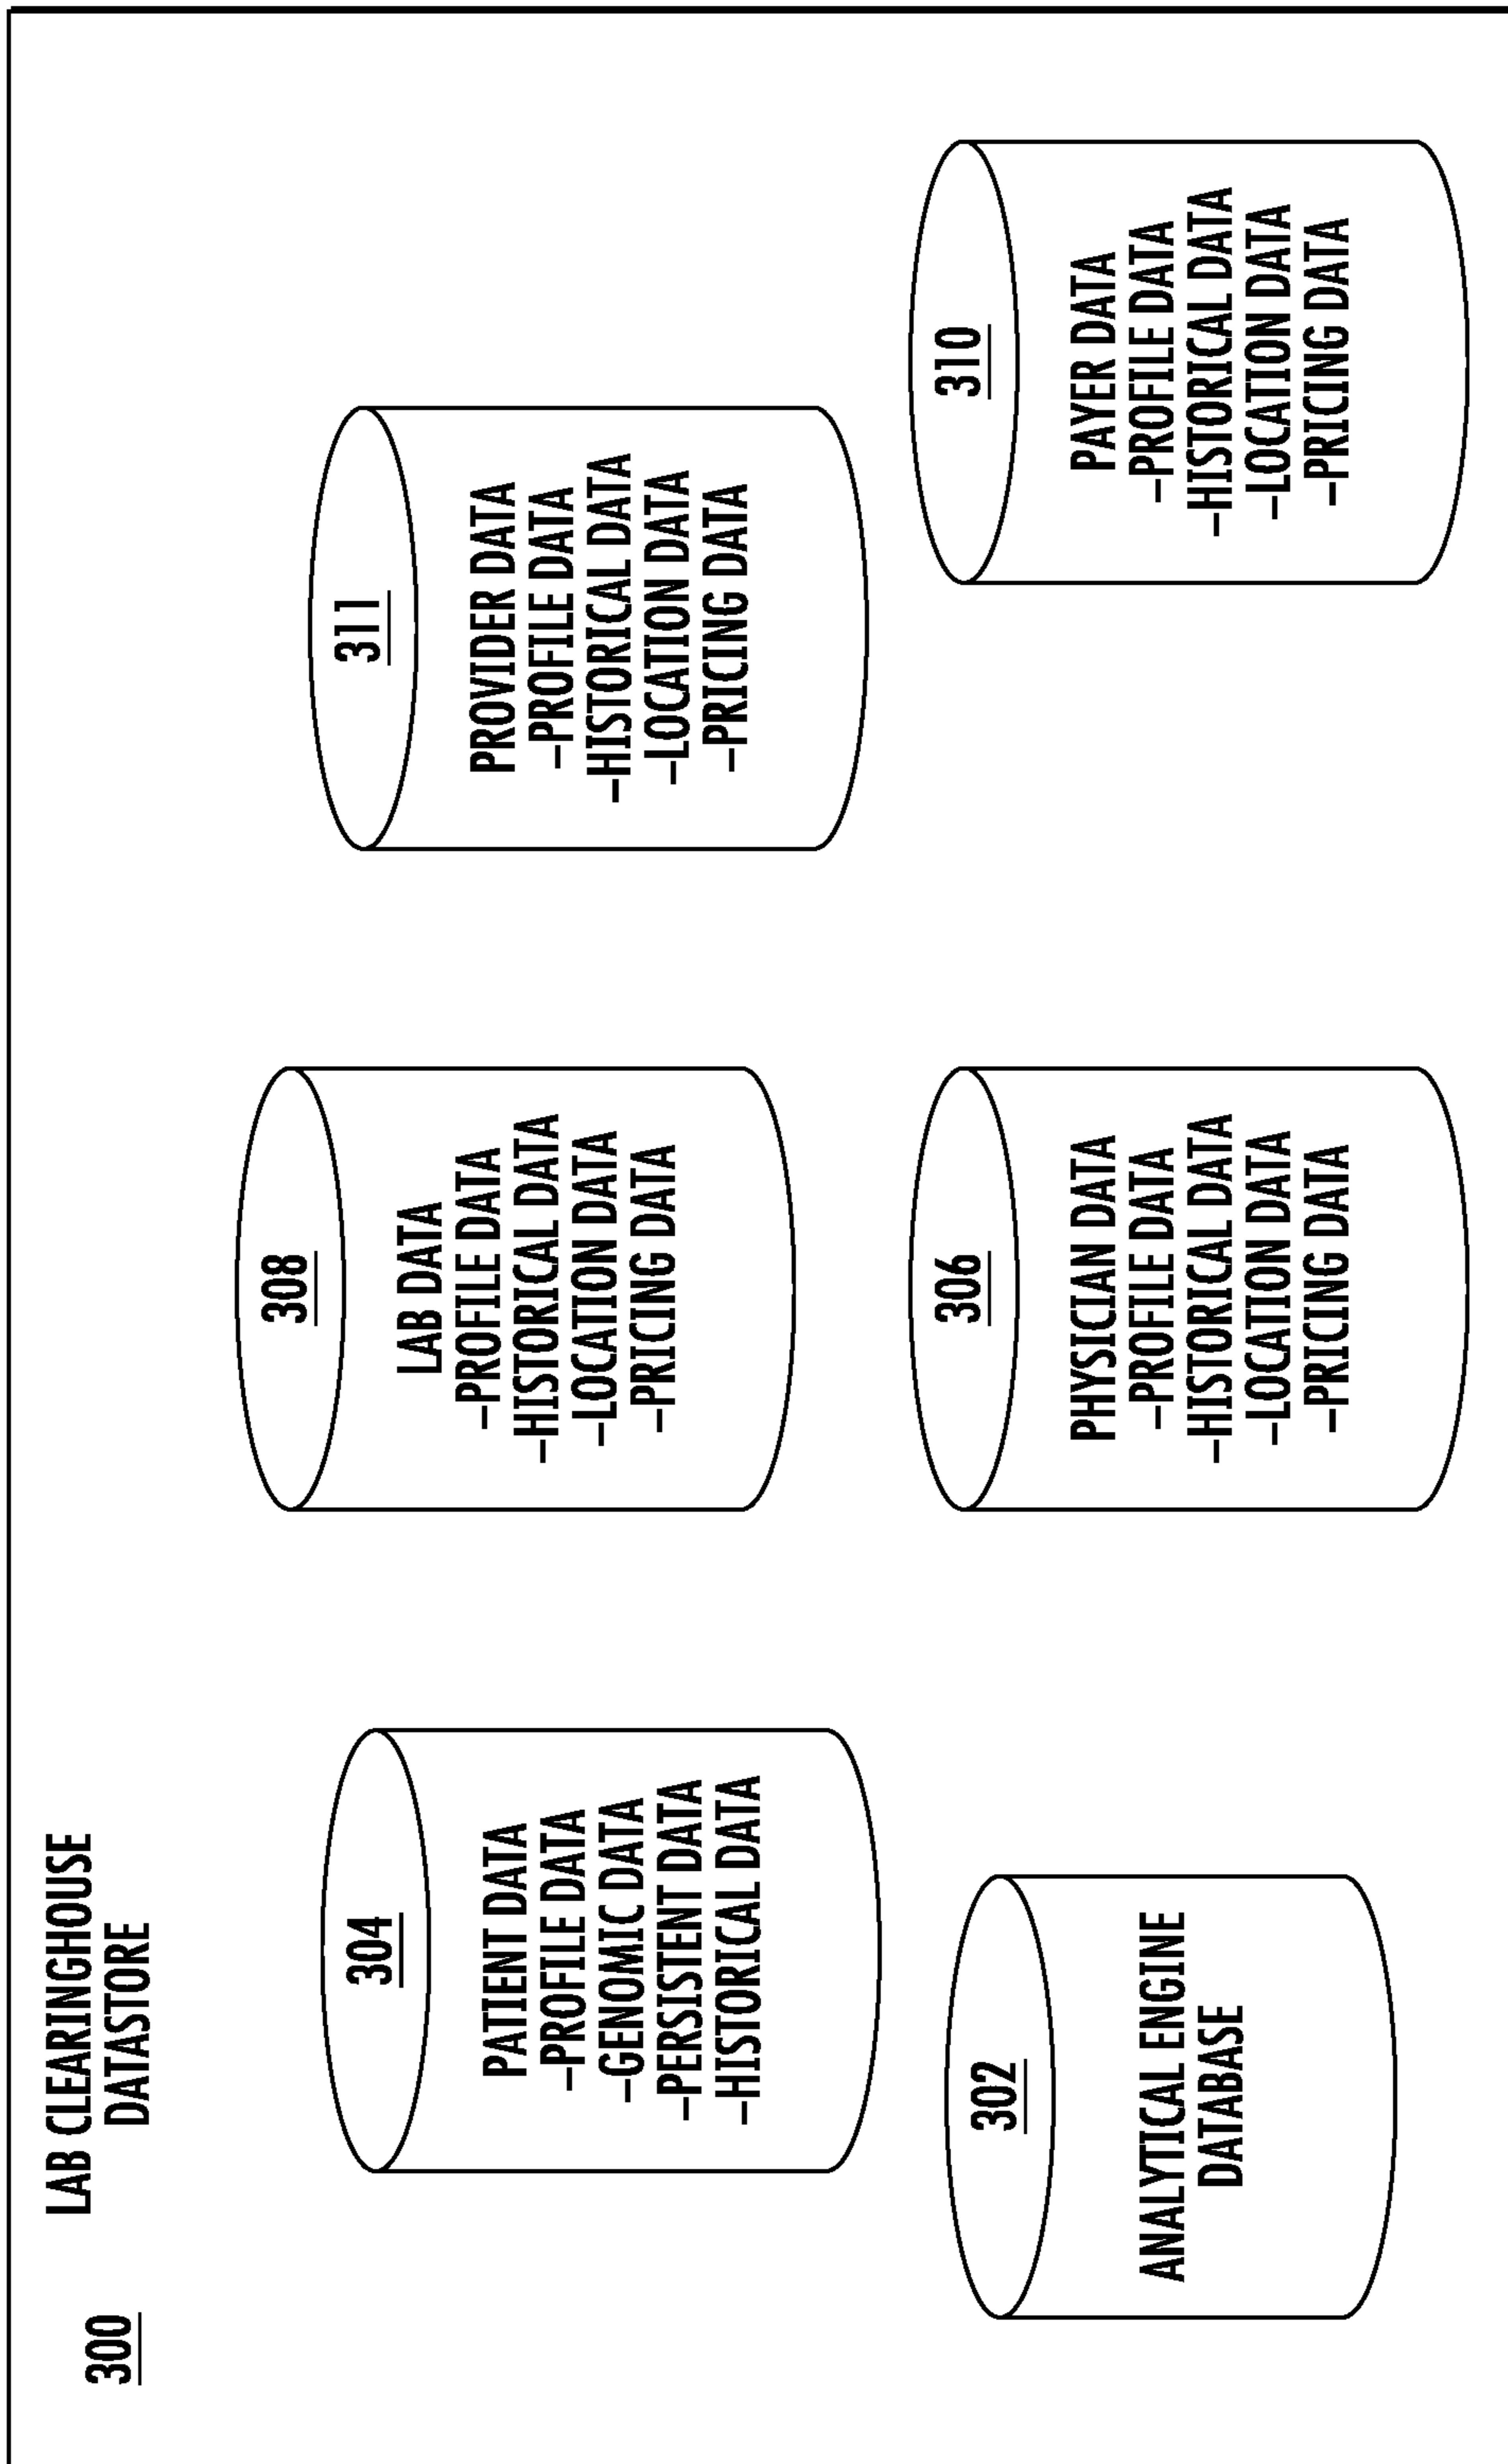 300
LAB CLEARINGHOUSE
DATASTORE
304
PATIENT DATA
–PROFILE DATA
–GENOMIC DATA
–PERSISTENT DATA
–HISTORICAL DATA
308
LAB DATA
–PROFILE DATA
–HISTORICAL DATA
–LOCATION DATA
–PRICING DATA
311
PROVIDER DATA
–PROFILE DATA
–HISTORICAL DATA
–LOCATION DATA
–PRICING DATA
302
ANALYTICAL ENGINE
DATABASE
306
PHYSICIAN DATA
–PROFILE DATA
–HISTORICAL DATA
–LOCATION DATA
–PRICING DATA
310
PAYER DATA
–PROFILE DATA
–HISTORICAL DATA
–LOCATION DATA
–PRICING DATA